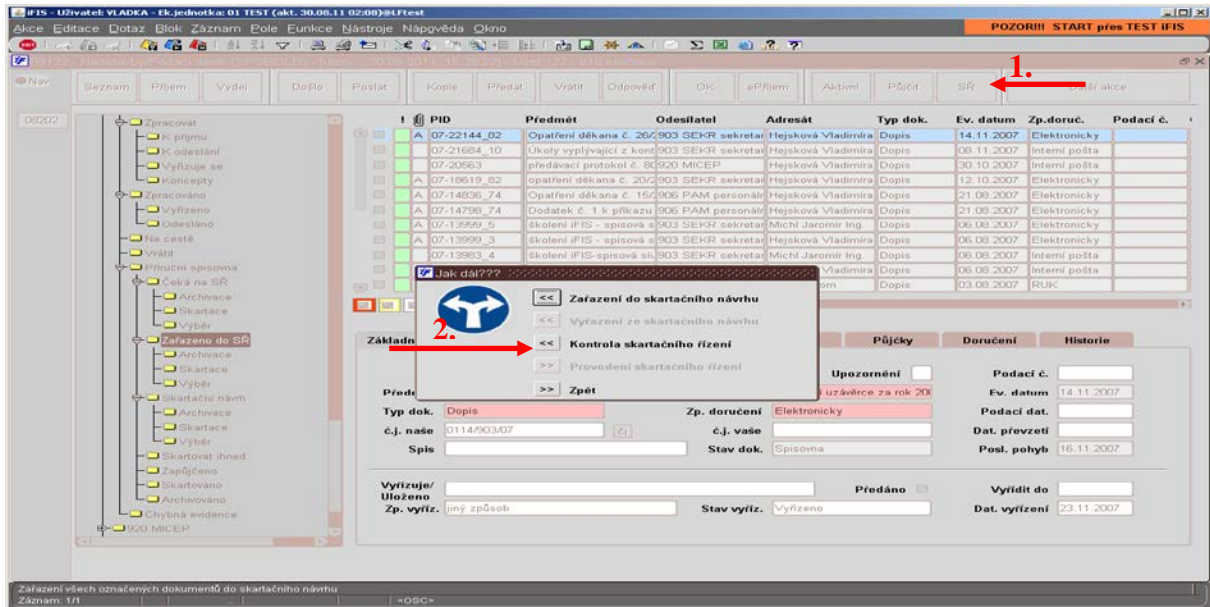 iFIS - Uživatel: VLADKA - Ek.jednotka: 01 TEST (akt. 30.08.11 02:08)@LFtest
Akce Editace Dotaz Blok Záznam Pole Funkce Nástroje Nápověda Okno
POZOR!!! START přes TEST iFIS
1.
Nav
Seznam Příjem Výdej Došlo Poslat Kopie Předat Vrátit Odpověď OK ePříjem Aktivní Půjčit SŘ Další akce
08202
Zpracovat
K příjmu
K odeslání
Vyřizuje se
Koncepty
Zpracováno
Vyřízeno
Odesláno
Na cestě
Vrátit
Příruční spisovna
Čeká na SŘ
Archivace
Skartace
Výběr
Zařazeno do SŘ
Archivace
Skartace
Výběr
Skartační návrh
Archivace
Skartace
Výběr
Skartovat ihned
Zapůjčeno
Skartováno
Archivováno
Chybná evidence
920 MICEP
! PID Předmět Odesílatel Adresát Typ dok. Ev. datum Zp.doruč. Podací č.
A 07-22144_02 Opatření děkana č. 26/2 903 SEKR sekretar Hejsková Vladimíra Dopis 14.11.2007 Elektronicky
07-21684_10 Úkoly vyplývající z kont 903 SEKR sekretar Hejsková Vladimíra Dopis 08.11.2007 Interní pošta
07-20563 předávací protokol č. 80 920 MICEP Hejsková Vladimíra Dopis 30.10.2007 Interní pošta
A 07-18619_82 opatření děkana č. 20/2 903 SEKR sekretar Hejsková Vladimíra Dopis 12.10.2007 Elektronicky
A 07-14836_74 Opatření děkana č. 15/2 906 PAM personáln Hejsková Vladimíra Dopis 21.08.2007 Elektronicky
A 07-14798_74 Dodatek č. 1 k příkazu 906 PAM personáln Hejsková Vladimíra Dopis 21.08.2007 Elektronicky
A 07-13999_5 školení iFIS - spisová s 903 SEKR sekretar Michl Jaromír Ing. Dopis 06.08.2007 Elektronicky
A 07-13999_3 školení iFIS - spisová s 903 SEKR sekretar Hejsková Vladimíra Dopis 06.08.2007 Elektronicky
07-13983_4 školení iFIS-spisová slu 903 SEKR sekretar Michl Jaromír Ing. Dopis 06.08.2007 Interní pošta
Vladimíra Dopis 06.08.2007 Interní pošta
om Dopis 03.08.2007 RUK
Jak dál???
<< Zařazení do skartačního návrhu
<< Vyřazení ze skartačního návrhu
2.
<< Kontrola skartačního řízení
>> Provedení skartačního řízení
>> Zpět
Základn Půjčky Doručení Historie
Upozornění Podací č.
Předm í uzávěrce za rok 200 Ev. datum 14.11.2007
Typ dok. Dopis Zp. doručení Elektronicky Podací dat.
č.j. naše 0114/903/07 čj č.j. vaše Dat. převzetí
Spis Stav dok. Spisovna Posl. pohyb 16.11.2007
Vyřizuje/
Uloženo
Předáno Vyřídit do
Zp. vyříz. jiný způsob Stav vyříz. Vyřízeno Dat. vyřízení 23.11.2007
Zařazení všech označených dokumentů do skartačního návrhu
Záznam: 1/1 <OSC>